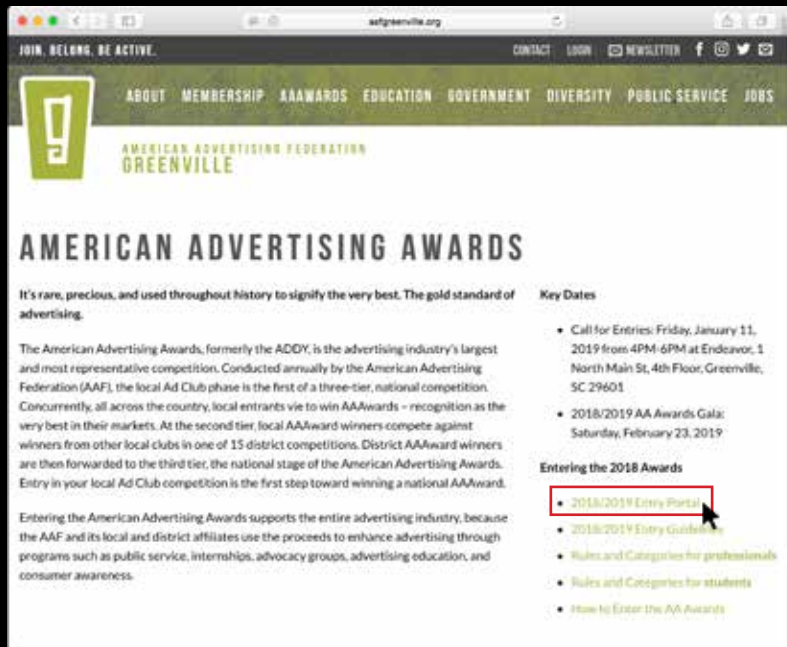 aafgreenville.org
JOIN. BELONG. BE ACTIVE.
CONTACT LOGIN NEWSLETTER
ABOUT MEMBERSHIP AAAWARDS EDUCATION GOVERNMENT DIVERSITY PUBLIC SERVICE JOBS
AMERICAN ADVERTISING FEDERATION
GREENVILLE
AMERICAN ADVERTISING AWARDS
It's rare, precious, and used throughout history to signify the very best. The gold standard of
advertising.
The American Advertising Awards, formerly the ADDY, is the advertising industry's largest
and most representative competition. Conducted annually by the American Advertising
Federation (AAF), the local Ad Club phase is the first of a three-tier, national competition.
Concurrently, all across the country, local entrants vie to win AAAwards – recognition as the
very best in their markets. At the second tier, local AAAward winners compete against
winners from other local clubs in one of 15 district competitions. District AAAward winners
are then forwarded to the third tier, the national stage of the American Advertising Awards.
Entry in your local Ad Club competition is the first step toward winning a national AAAward.
Entering the American Advertising Awards supports the entire advertising industry, because
the AAF and its local and district affiliates use the proceeds to enhance advertising through
programs such as public service, internships, advocacy groups, advertising education, and
consumer awareness.
Key Dates
Call for Entries: Friday, January 11,
2019 from 4PM-6PM at Endeavor, 1
North Main St, 4th Floor, Greenville,
SC 29601
2018/2019 AA Awards Gala:
Saturday, February 23, 2019
Entering the 2018 Awards
2018/2019 Entry Portal
2018/2019 Entry Guidelines
Rules and Categories for professionals
Rules and Categories for students
How to Enter the AA Awards